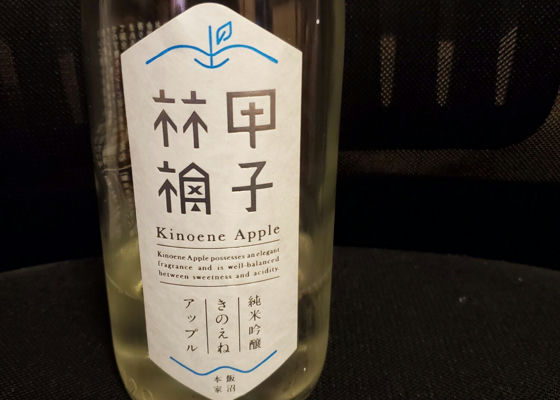 甲子
林檎
Kinoene Apple
Kinoene Apple possesses an elegant
fragrance and is well-balanced
between sweetness and acidity.
純米吟醸
きのえね
アップル
飯沼
本家